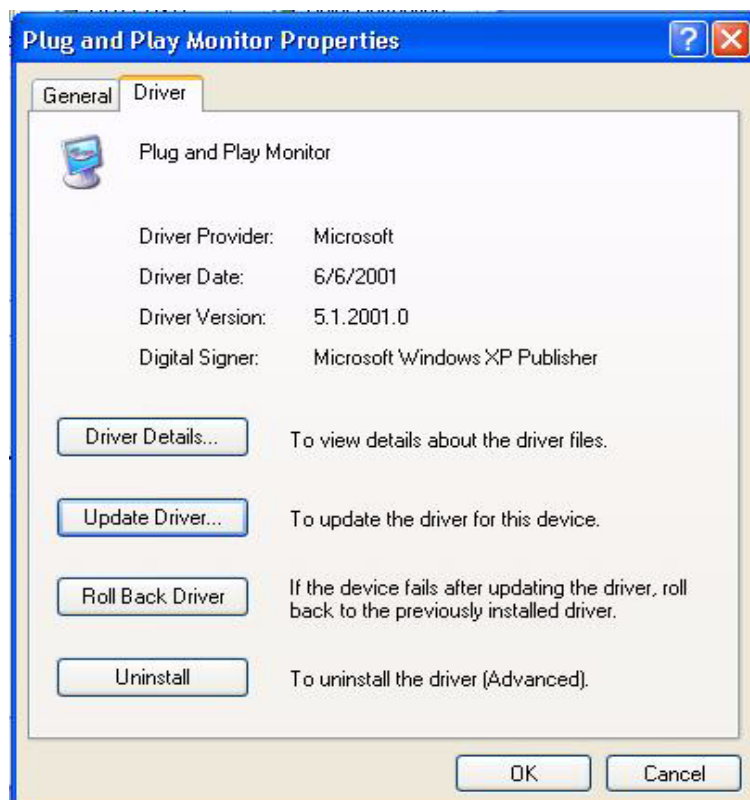 Plug and Play Monitor Properties
General Driver
Plug and Play Monitor
Driver Provider: Microsoft
Driver Date: 6/6/2001
Driver Version: 5.1.2001.0
Digital Signer: Microsoft Windows XP Publisher
Driver Details... To view details about the driver files.
Update Driver... To update the driver for this device.
Roll Back Driver If the device fails after updating the driver, roll
back to the previously installed driver.
Uninstall To uninstall the driver (Advanced).
OK Cancel